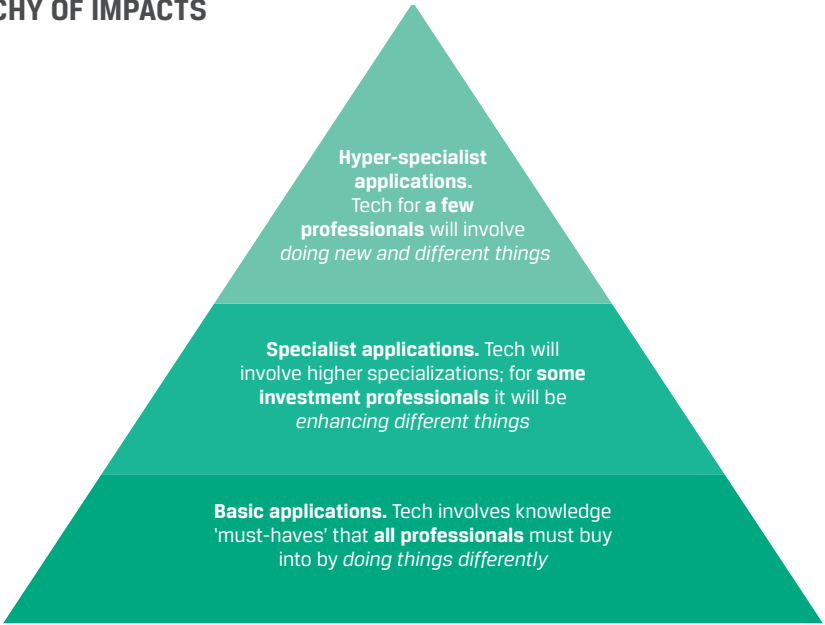 CHY OF IMPACTS
Hyper-specialist
applications.
Tech for a few
professionals will involve
doing new and different things
Specialist applications. Tech will
involve higher specializations; for some
investment professionals it will be
enhancing different things
Basic applications. Tech involves knowledge
'must-haves' that all professionals must buy
into by doing things differently